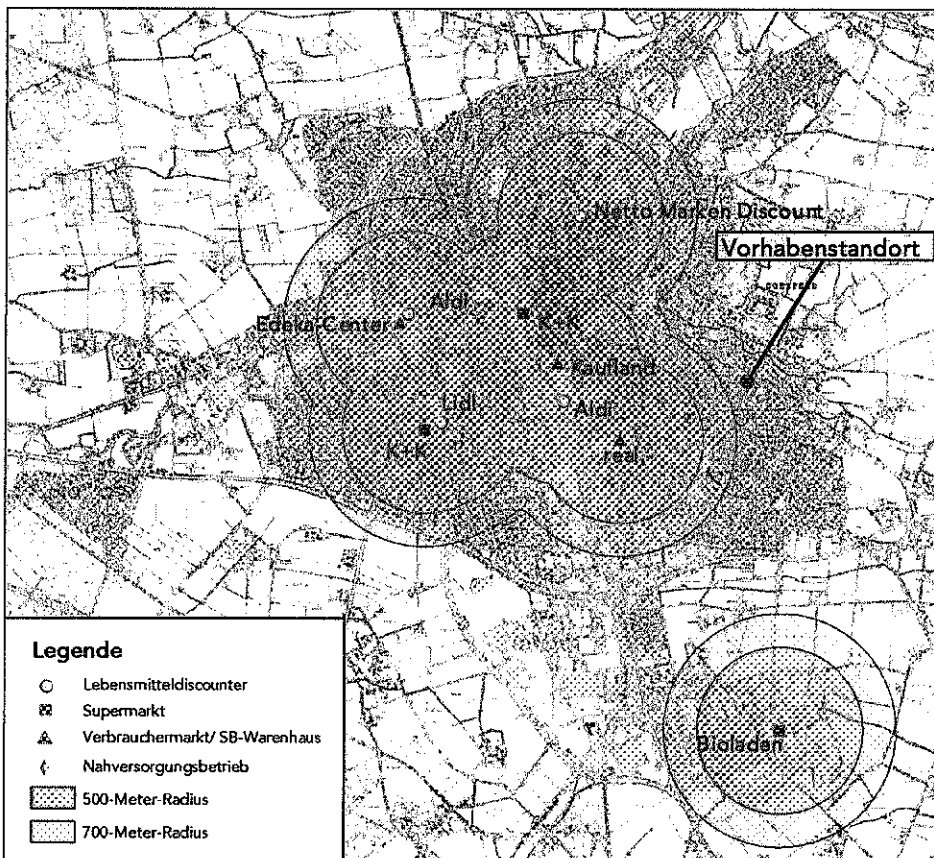 Netto Marken Discount
Vorhabenstandort
Aldi
Edeka-Center
K+K
Kaufland
Aldi
Lidl
K+K
real
Bioladen
Legende
Lebensmitteldiscounter
Supermarkt
Verbrauchermarkt/ SB-Warenhaus
Nahversorgungsbetrieb
500-Meter-Radius
700-Meter-Radius